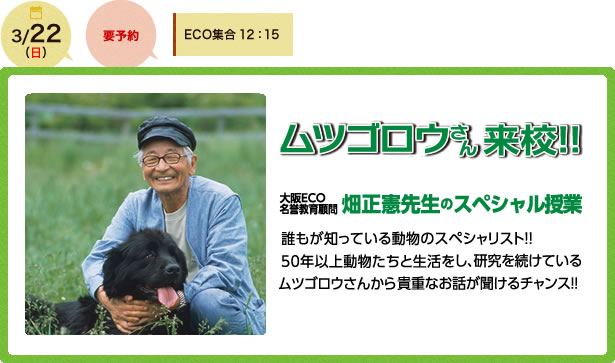 3/22
(日)
要予約
ECO集合 12:15
ムツゴロウさん 来校!!
大阪ECO
名誉教育顧問
畑正憲先生のスペシャル授業
誰もが知っている動物のスペシャリスト!!
50年以上動物たちと生活をし、研究を続けている
ムツゴロウさんから貴重なお話が聞けるチャンス!!